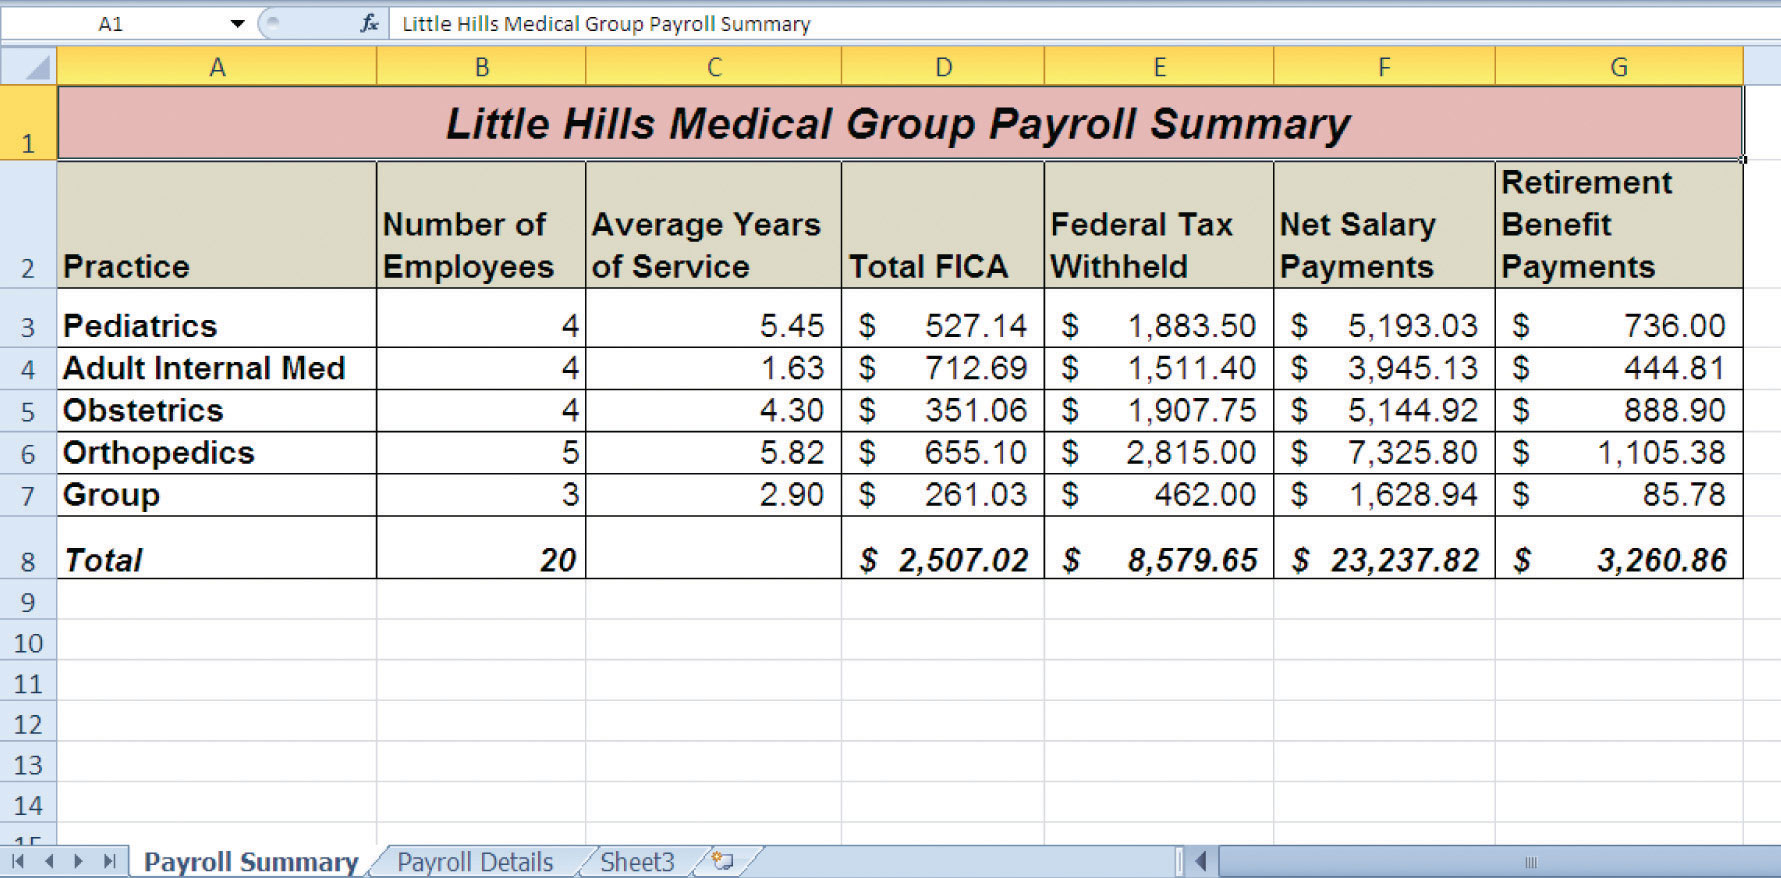 A1 fx Little Hills Medical Group Payroll Summary
A B C D E F G
1 Little Hills Medical Group Payroll Summary
2 Practice Number of Employees Average Years of Service Total FICA Federal Tax Withheld Net Salary Payments Retirement Benefit Payments
3 Pediatrics 4 5.45 $ 527.14 $ 1,883.50 $ 5,193.03 $ 736.00
4 Adult Internal Med 4 1.63 $ 712.69 $ 1,511.40 $ 3,945.13 $ 444.81
5 Obstetrics 4 4.30 $ 351.06 $ 1,907.75 $ 5,144.92 $ 888.90
6 Orthopedics 5 5.82 $ 655.10 $ 2,815.00 $ 7,325.80 $ 1,105.38
7 Group 3 2.90 $ 261.03 $ 462.00 $ 1,628.94 $ 85.78
8 Total 20 $ 2,507.02 $ 8,579.65 $ 23,237.82 $ 3,260.86
9
10
11
12
13
14
15
Payroll Summary Payroll Details Sheet3